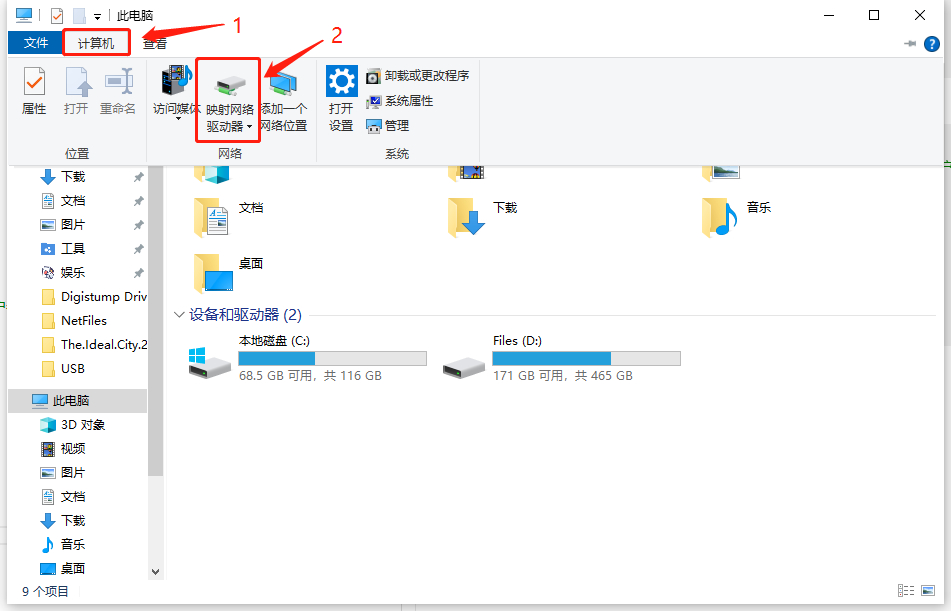 此电脑
1
文件 计算机 查看
2
属性 打开 重命名
位置
访问媒体 映射网络驱动器 添加一个网络位置
网络
打开设置
卸载或更改程序
系统属性
管理
系统
下载
文档
图片
工具
娱乐
Digistump Driv
NetFiles
The.Ideal.City.2
USB
此电脑
3D 对象
视频
图片
文档
下载
音乐
桌面
文档 下载 音乐
桌面
设备和驱动器 (2)
本地磁盘 (C:)
68.5 GB 可用，共 116 GB
Files (D:)
171 GB 可用，共 465 GB
9 个项目